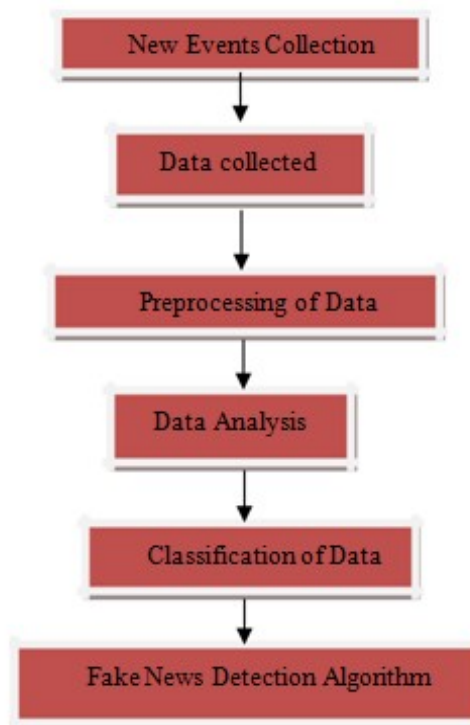 New Events Collection
Data collected
Preprocessing of Data
Data Analysis
Classification of Data
Fake News Detection Algorithm